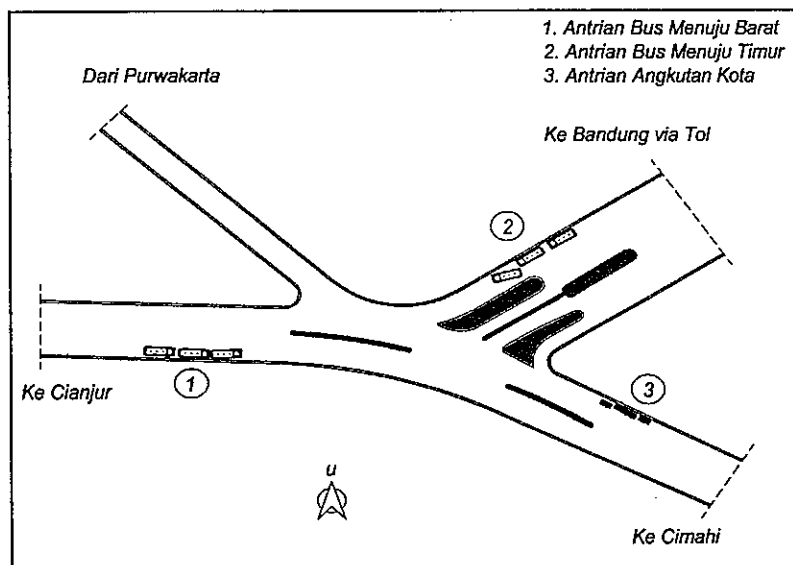 1. Antrian Bus Menuju Barat
2. Antrian Bus Menuju Timur
3. Antrian Angkutan Kota
Dari Purwakarta
Ke Bandung via Tol
2
1
Ke Cianjur
3
u
Ke Cimahi